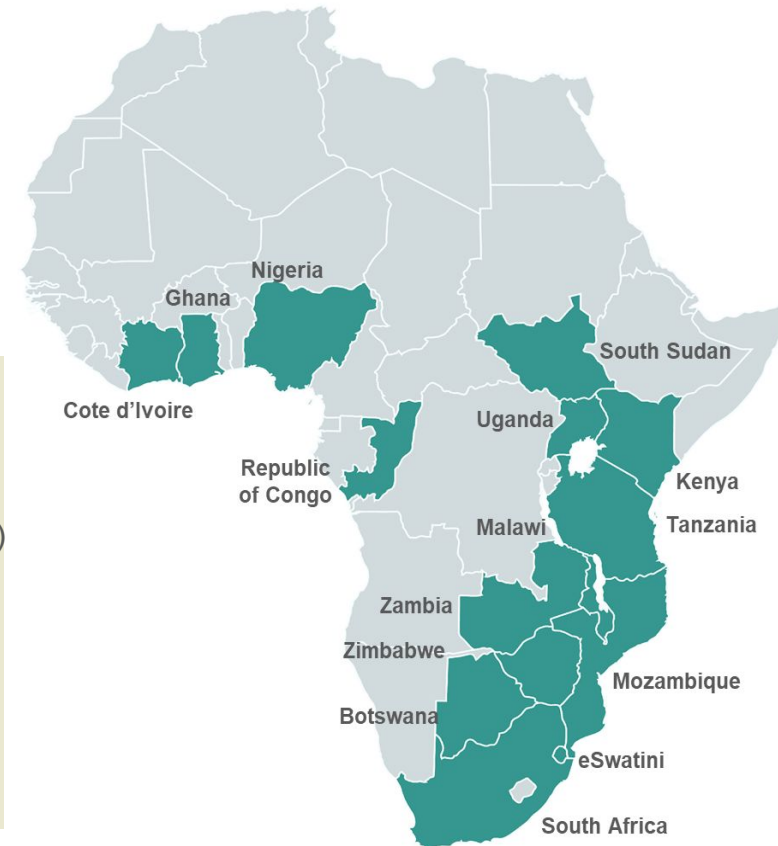 Nigeria
Ghana
South Sudan
Cote d’Ivoire
Uganda
Republic
of Congo
Kenya
Malawi
Tanzania
)
Zambia
Zimbabwe
Mozambique
Botswana
eSwatini
South Africa